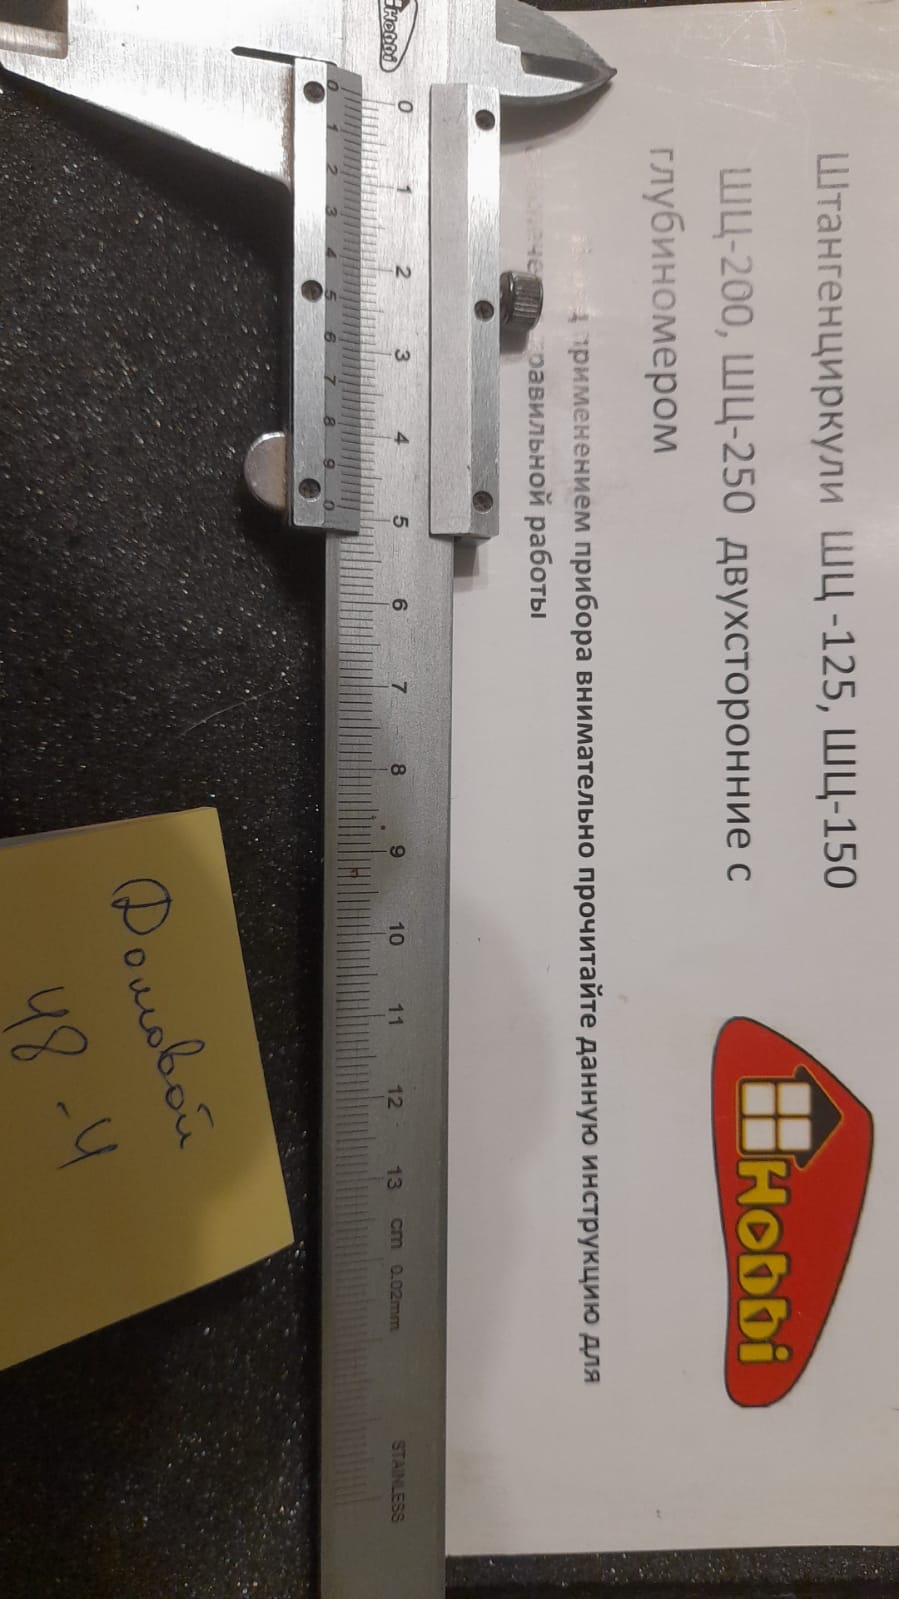 Штангенциркули ШЦ-125, ШЦ-150
ШЦ-200, ШЦ-250 двухсторонние с
глубиномером
применением прибора внимательно прочитайте данную инструкцию для
правильной работы
Hobbi
Hobbi
0 1 2 3 4 5 6 7 8 9 10 11 12 13 cm 0.02mm STAINLESS
0 1 2 3 4 5 6 7 8 9 0
Домовой
48-4